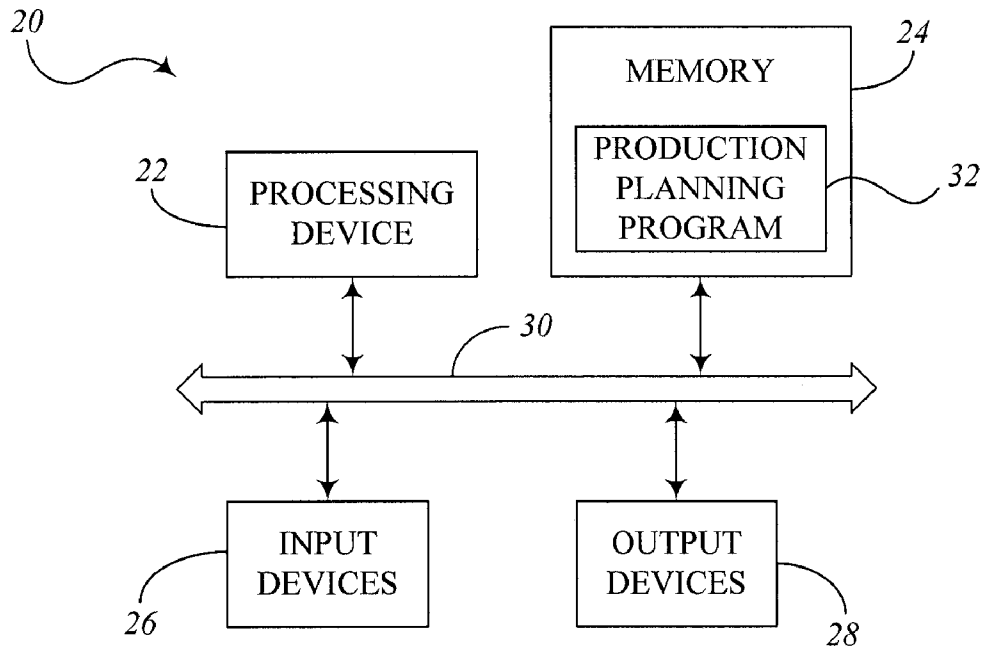 20
24
MEMORY
22
PROCESSING
DEVICE
PRODUCTION
PLANNING
PROGRAM
32
30
INPUT
DEVICES
OUTPUT
DEVICES
26
28